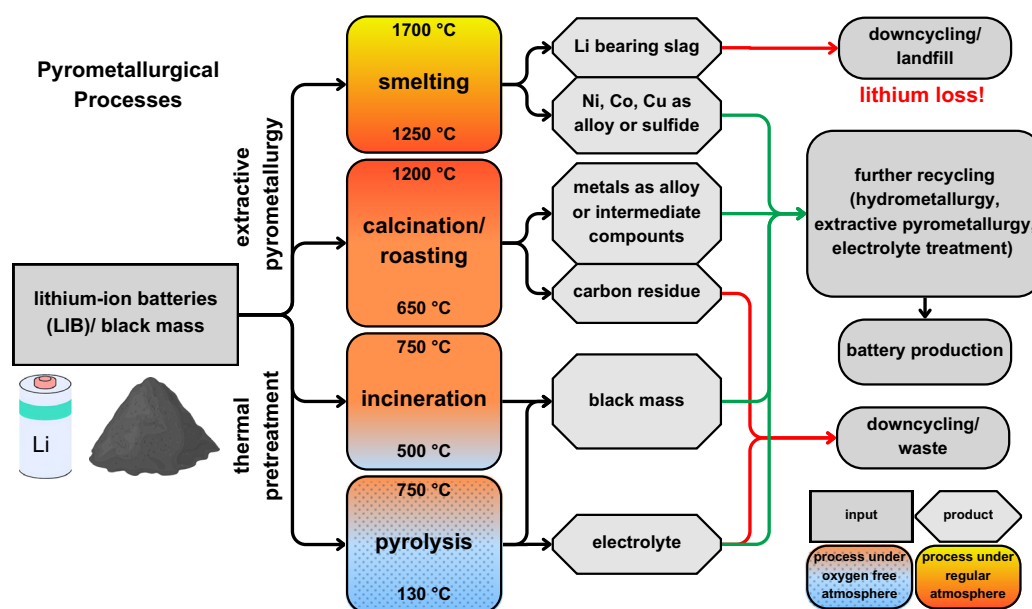 Pyrometallurgical
Processes
extractive
pyrometallurgy
thermal
pretreatment
lithium-ion batteries
(LIB)/ black mass
Li
1700 °C
smelting
1250 °C
1200 °C
calcination/
roasting
650 °C
750 °C
incineration
500 °C
750 °C
pyrolysis
130 °C
Li bearing slag
Ni, Co, Cu as
alloy or sulfide
metals as alloy
or intermediate
compounds
carbon residue
black mass
electrolyte
downcycling/
landfill
lithium loss!
further recycling
(hydrometallurgy,
extractive pyrometallurgy,
electrolyte treatment)
battery production
downcycling/
waste
input
product
process under
oxygen free
atmosphere
process under
regular
atmosphere